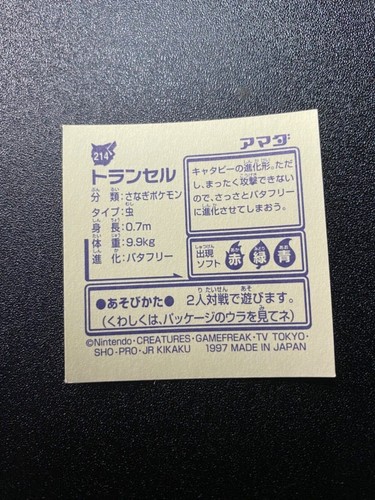 214
アマダ
トランセル
分類:さなぎポケモン
タイプ:虫
身長:0.7m
体重:9.9kg
進化:バタフリー
キャタピーの進化形。ただ
し、まったく攻撃できない
ので、さっさとバタフリー
に進化させてしまおう。
出現ソフト 赤 緑 青
●あそびかた● 2人対戦で遊びます。
(くわしくは、パッケージのウラを見てネ)
©Nintendo・CREATURES・GAMEFREAK・TV TOKYO・
SHO・PRO・JR KIKAKU 1997 MADE IN JAPAN